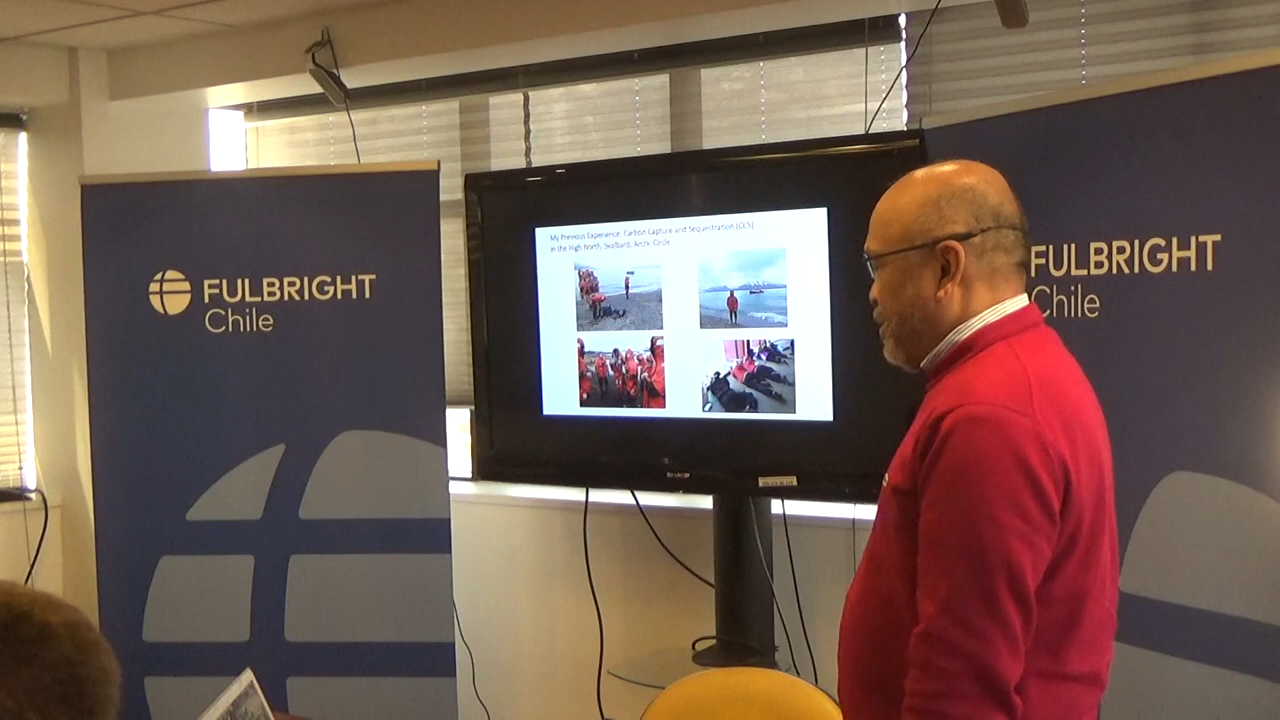 FULBRIGHT
Chile
My Previous Experience: Carbon Capture and Sequestration (CCS)
in the High North, Svalbard, Arctic Circle
FULBRIGHT
Chile